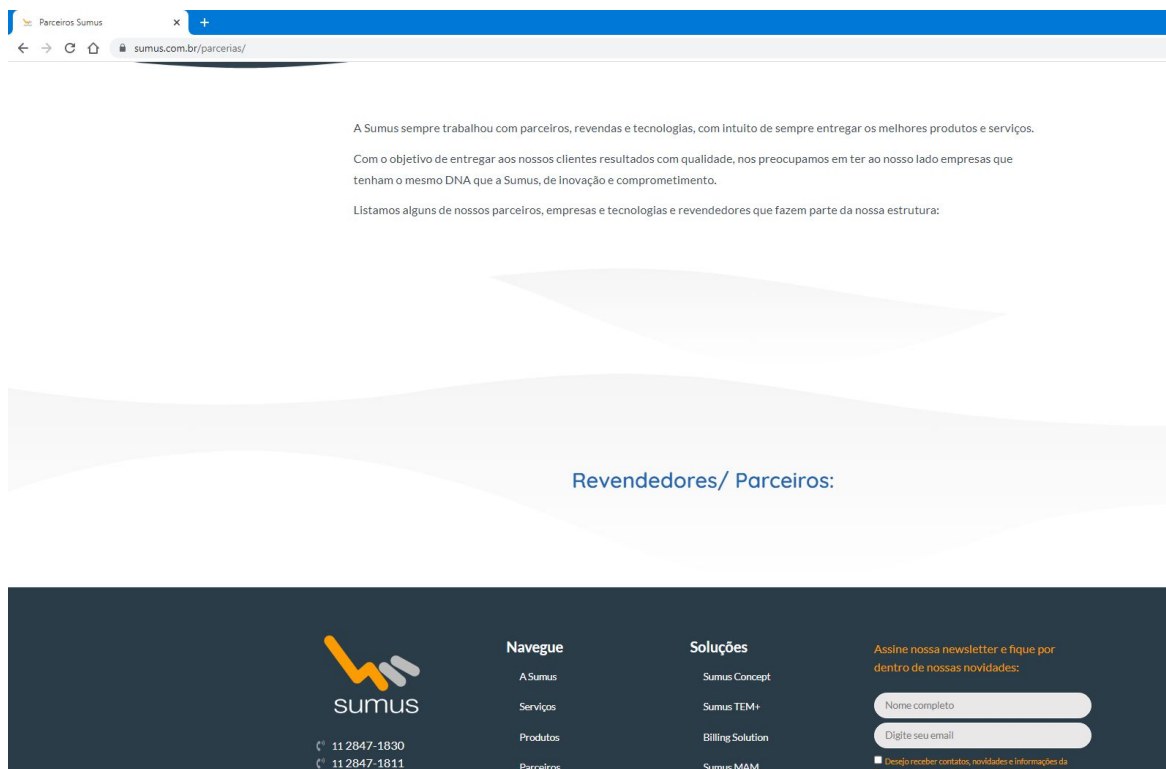 Parceiros Sumus
sumus.com.br/parcerias/
A Sumus sempre trabalhou com parceiros, revendas e tecnologias, com intuito de sempre entregar os melhores produtos e serviços.
Com o objetivo de entregar aos nossos clientes resultados com qualidade, nos preocupamos em ter ao nosso lado empresas que
tenham o mesmo DNA que a Sumus, de inovação e comprometimento.
Listamos alguns de nossos parceiros, empresas e tecnologias e revendedores que fazem parte da nossa estrutura:
Revendedores/ Parceiros:
sumus
11 2847-1830
11 2847-1811
Navegue
A Sumus
Serviços
Produtos
Parceiros
Soluções
Sumus Concept
Sumus TEM+
Billing Solution
Sumus MAM
Assine nossa newsletter e fique por
dentro de nossas novidades:
Nome completo
Digite seu email
Desejo receber contatos, novidades e informações da